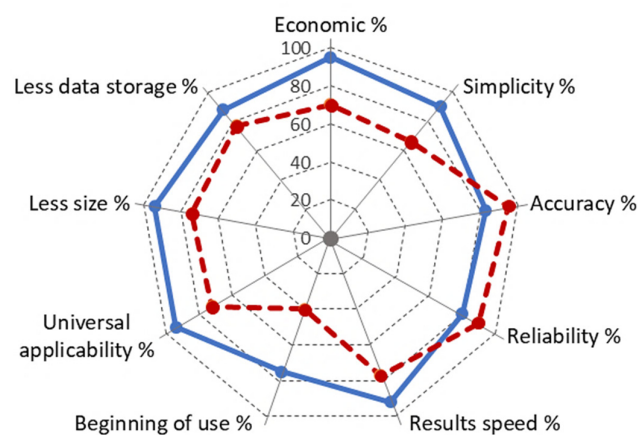 Economic %
100
Less data storage %
80
Simplicity %
60
40
Less size %
20
Accuracy %
0
Universal
applicability %
Reliability %
Beginning of use %
Results speed %